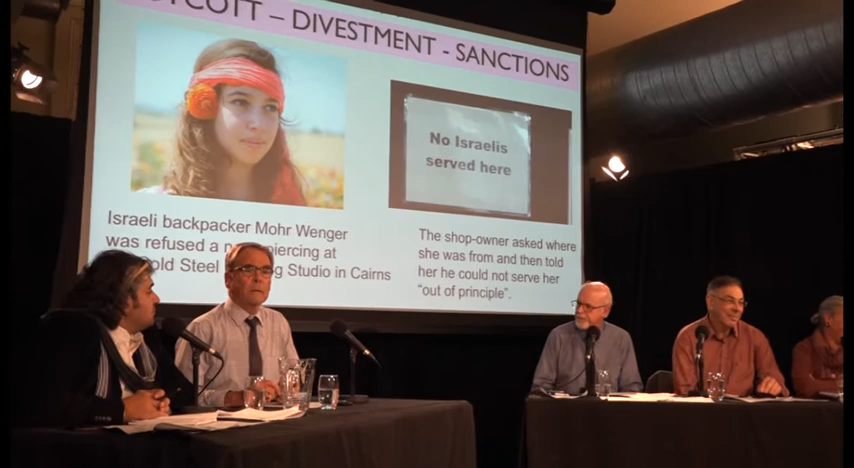 – DIVESTMENT - SANCTIONS
No Israelis
served here
Israeli backpacker Mohr Wenger
was refused a piercing at
Steel Studio in Cairns
The shop-owner asked where
she was from and then told
her he could not serve her
“out of principle”.